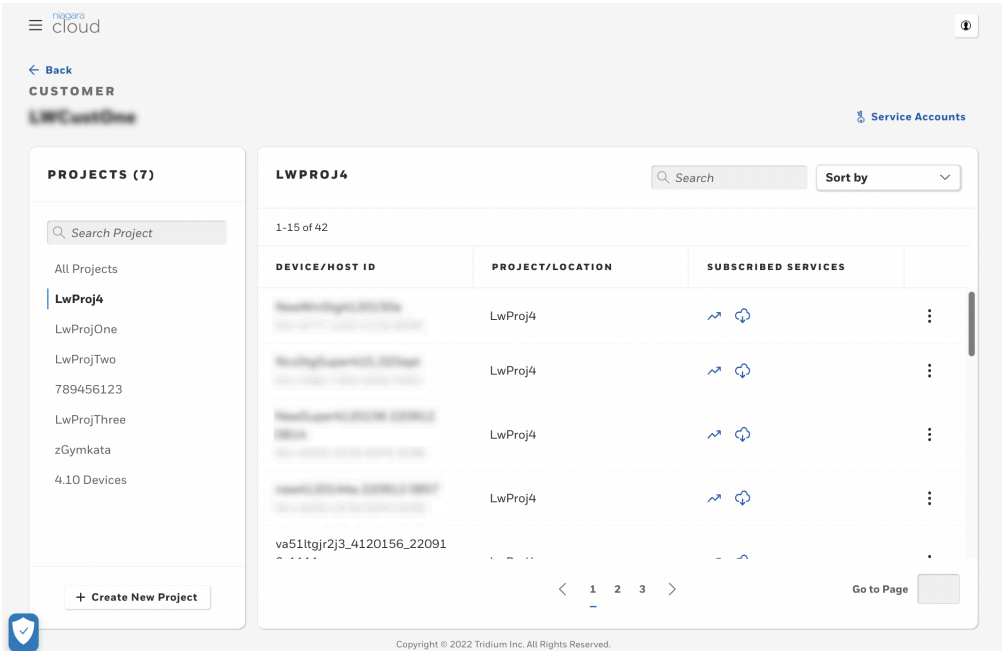 niagara
cloud
Back
CUSTOMER
Service Accounts
PROJECTS (7)
Search Project
All Projects
LwProj4
LwProjOne
LwProjTwo
789456123
LwProjThree
zGymkata
4.10 Devices
+ Create New Project
LWPROJ4
Search
Sort by
1-15 of 42
DEVICE/HOST ID PROJECT/LOCATION SUBSCRIBED SERVICES
LwProj4
LwProj4
LwProj4
LwProj4
va51ltgjr2j3_4120156_22091
1 2 3
Go to Page
Copyright © 2022 Tridium Inc. All Rights Reserved.